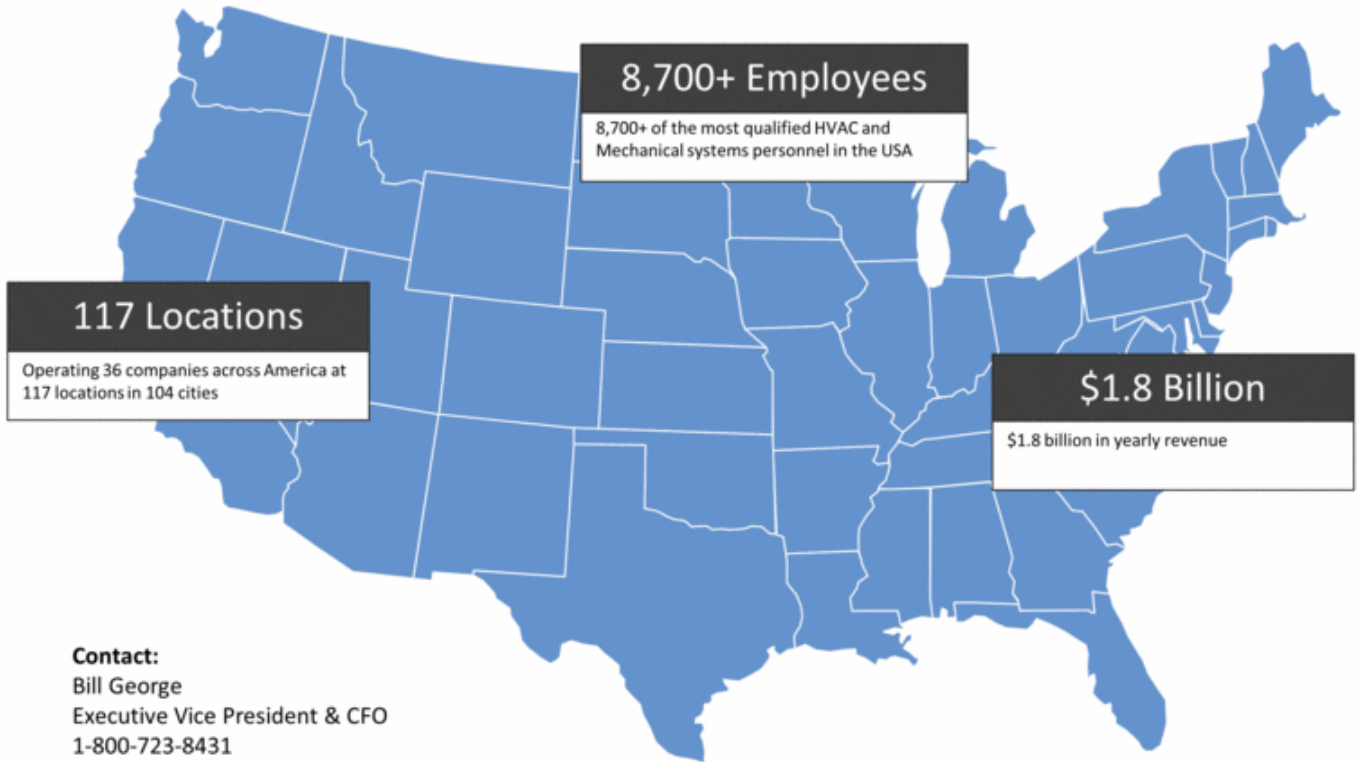 8,700+ Employees
8,700+ of the most qualified HVAC and
Mechanical systems personnel in the USA
117 Locations
Operating 36 companies across America at
117 locations in 104 cities
$1.8 Billion
$1.8 billion in yearly revenue
Contact:
Bill George
Executive Vice President & CFO
1-800-723-8431